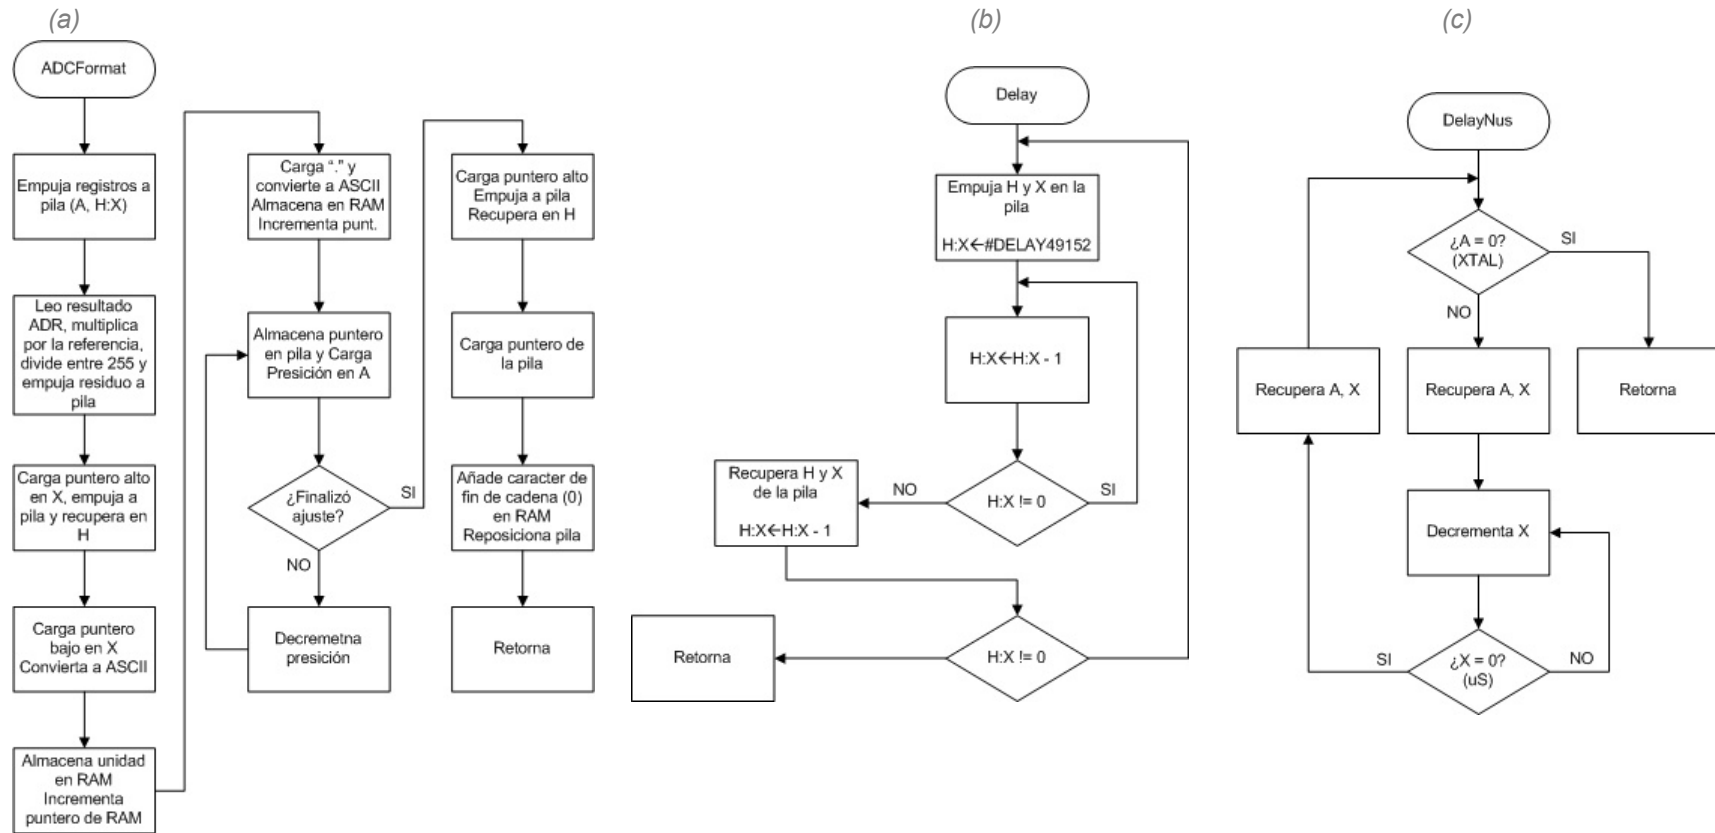 (a)
ADCFormat
Empuja registros a
pila (A, H:X)
Leo resultado
ADR, multiplica
por la referencia,
divide entre 255 y
empuja residuo a
pila
Carga puntero alto
en X, empuja a
pila y recupera en
H
Carga puntero
bajo en X
Convierta a ASCII
Almacena unidad
en RAM
Incrementa
puntero de RAM
Carga “.” y
convierte a ASCII
Almacena en RAM
Incrementa punt.
Almacena puntero
en pila y Carga
Presición en A
¿Finalizó
ajuste?
SI
NO
Decremetna
presición
Carga puntero alto
Empuja a pila
Recupera en H
Carga puntero de
la pila
Añade caracter de
fin de cadena (0)
en RAM
Reposiciona pila
Retorna
(b)
Delay
Empuja H y X en la
pila
H:X←#DELAY49152
H:X←H:X - 1
H:X != 0
SI
NO
Recupera H y X
de la pila
H:X←H:X - 1
H:X != 0
Retorna
(c)
DelayNus
¿A = 0?
(XTAL)
SI
NO
Recupera A, X
Recupera A, X
Retorna
Decrementa X
¿X = 0?
(uS)
SI
NO